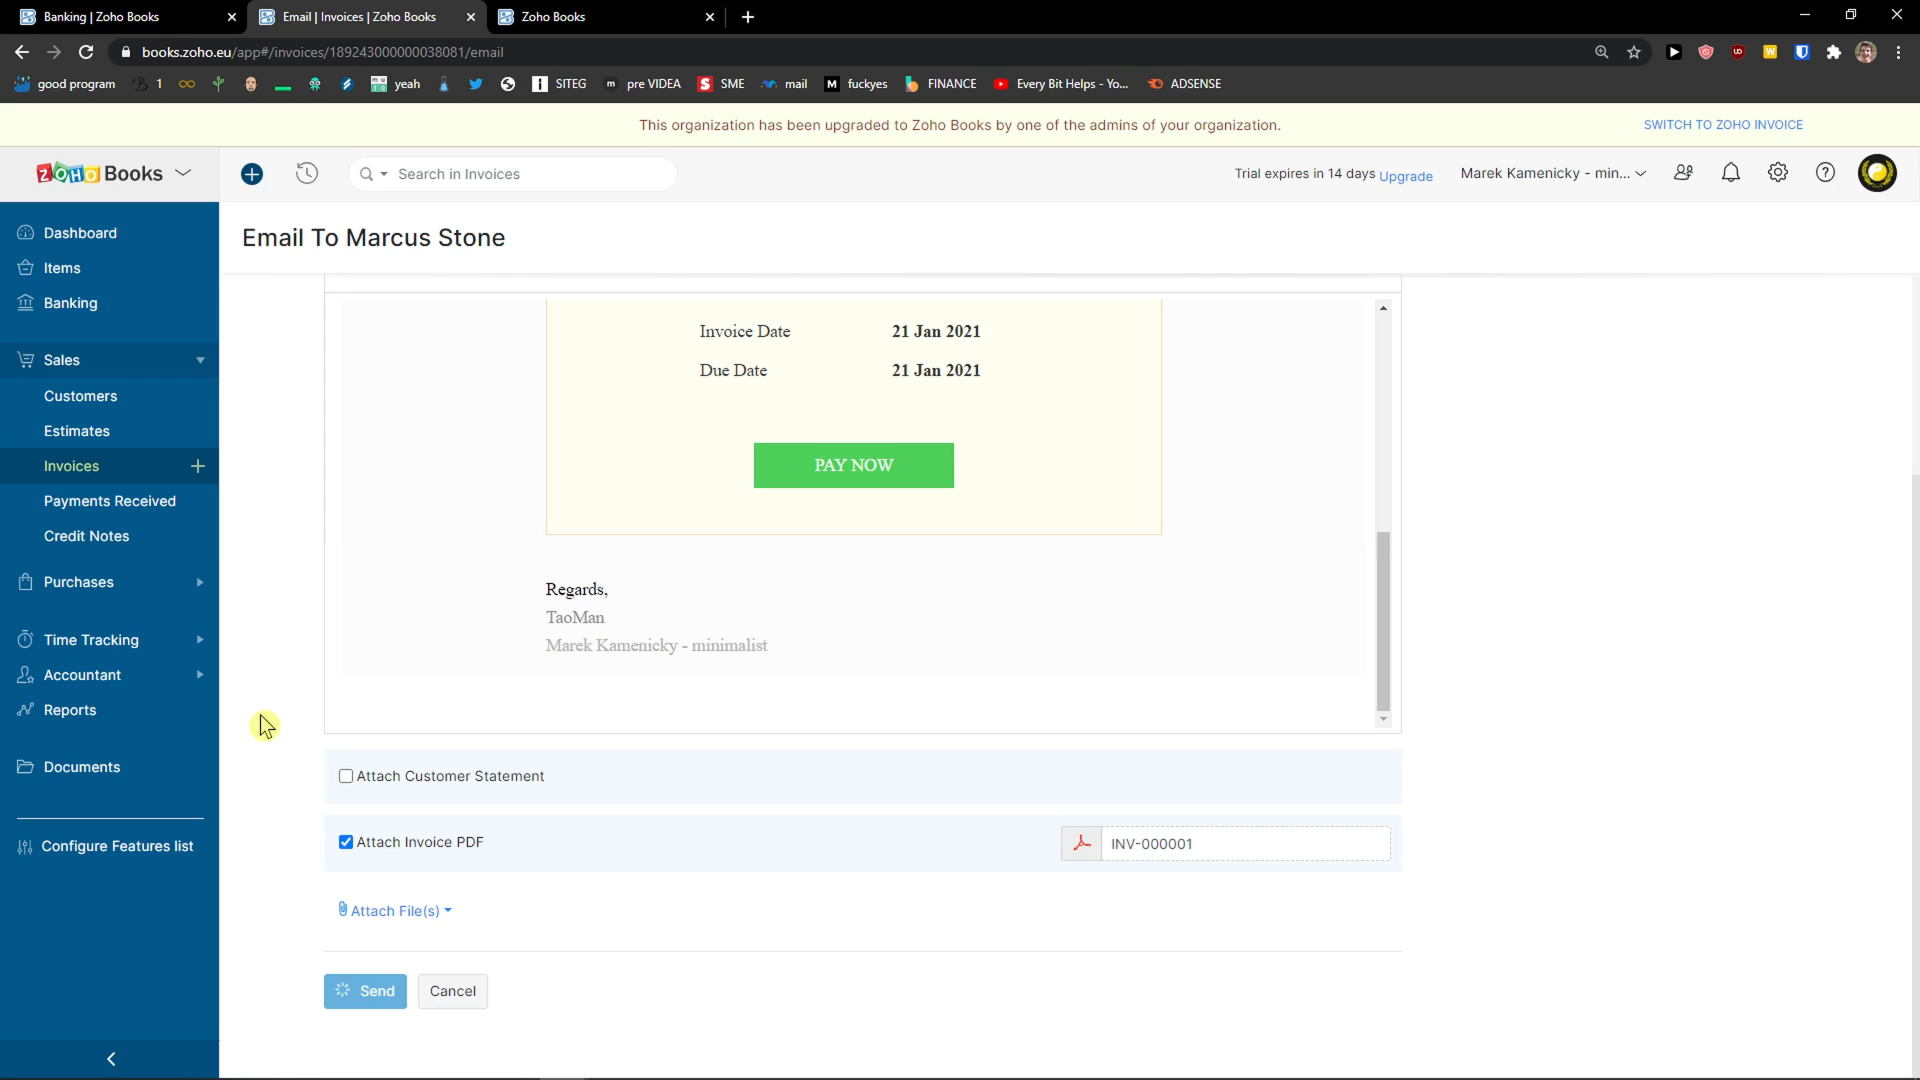 Banking | Zoho Books
Email | Invoices | Zoho Books
Zoho Books
books.zoho.eu/app#/invoices/189243000000038081/email
good program
1
yeah
SITEG
pre VIDEA
SME
mail
fuckyes
FINANCE
Every Bit Helps - Yo...
ADSENSE
This organization has been upgraded to Zoho Books by one of the admins of your organization.
SWITCH TO ZOHO INVOICE
ZOHO Books
Search in Invoices
Trial expires in 14 days Upgrade
Marek Kamenicky - min...
Dashboard
Items
Banking
Sales
Customers
Estimates
Invoices
Payments Received
Credit Notes
Purchases
Time Tracking
Accountant
Reports
Documents
Configure Features list
Email To Marcus Stone
Invoice Date 21 Jan 2021
Due Date 21 Jan 2021
PAY NOW
Regards,
TaoMan
Marek Kamenicky - minimalist
Attach Customer Statement
Attach Invoice PDF
INV-000001
Attach File(s)
Send
Cancel